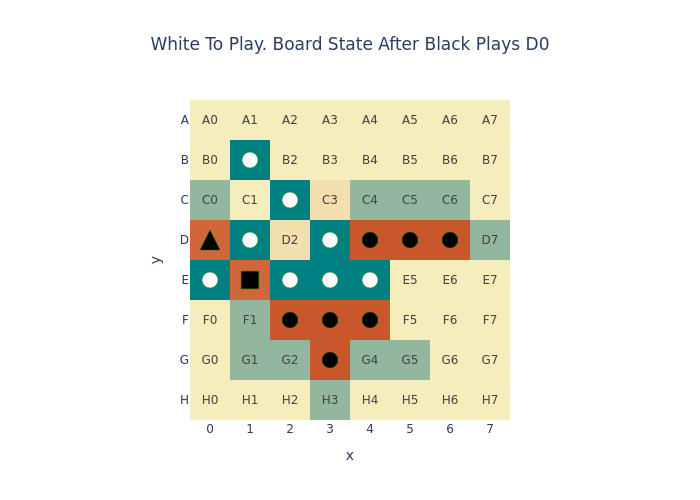 White To Play. Board State After Black Plays D0
A A0 A1 A2 A3 A4 A5 A6 A7
B B0 B2 B3 B4 B5 B6 B7
C C0 C1 C3 C4 C5 C6 C7
D D2 D7
y
E E5 E6 E7
F F0 F1 F5 F6 F7
G G0 G1 G2 G4 G5 G6 G7
H H0 H1 H2 H3 H4 H5 H6 H7
0 1 2 3 4 5 6 7
x